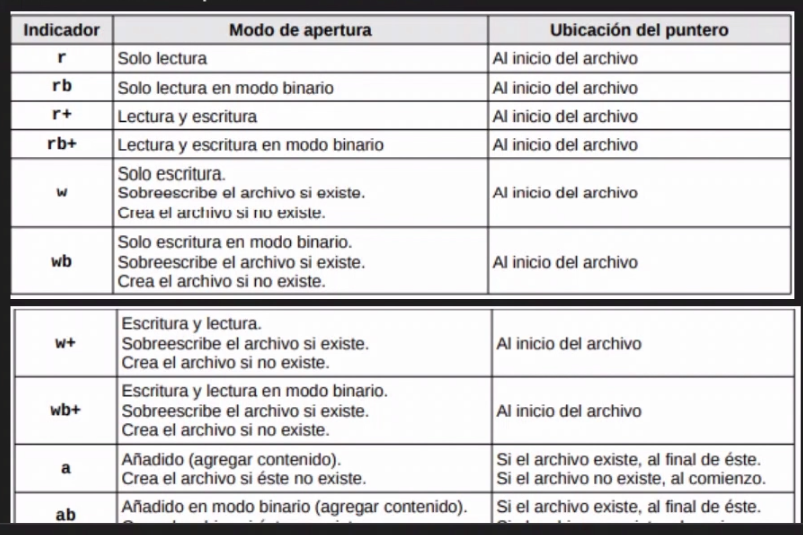 Indicador Modo de apertura Ubicación del puntero
r Solo lectura Al inicio del archivo
rb Solo lectura en modo binario Al inicio del archivo
r+ Lectura y escritura Al inicio del archivo
rb+ Lectura y escritura en modo binario Al inicio del archivo
Solo escritura.
w Sobreescribe el archivo si existe. Al inicio del archivo
Crea el archivo si no existe.
Solo escritura en modo binario.
wb Sobreescribe el archivo si existe. Al inicio del archivo
Crea el archivo si no existe.
Escritura y lectura.
w+ Sobreescribe el archivo si existe. Al inicio del archivo
Crea el archivo si no existe.
Escritura y lectura en modo binario.
wb+ Sobreescribe el archivo si existe. Al inicio del archivo
Crea el archivo si no existe.
a Añadido (agregar contenido). Si el archivo existe, al final de éste.
Crea el archivo si éste no existe. Si el archivo no existe, al comienzo.
ab Añadido en modo binario (agregar contenido). Si el archivo existe, al final de éste.